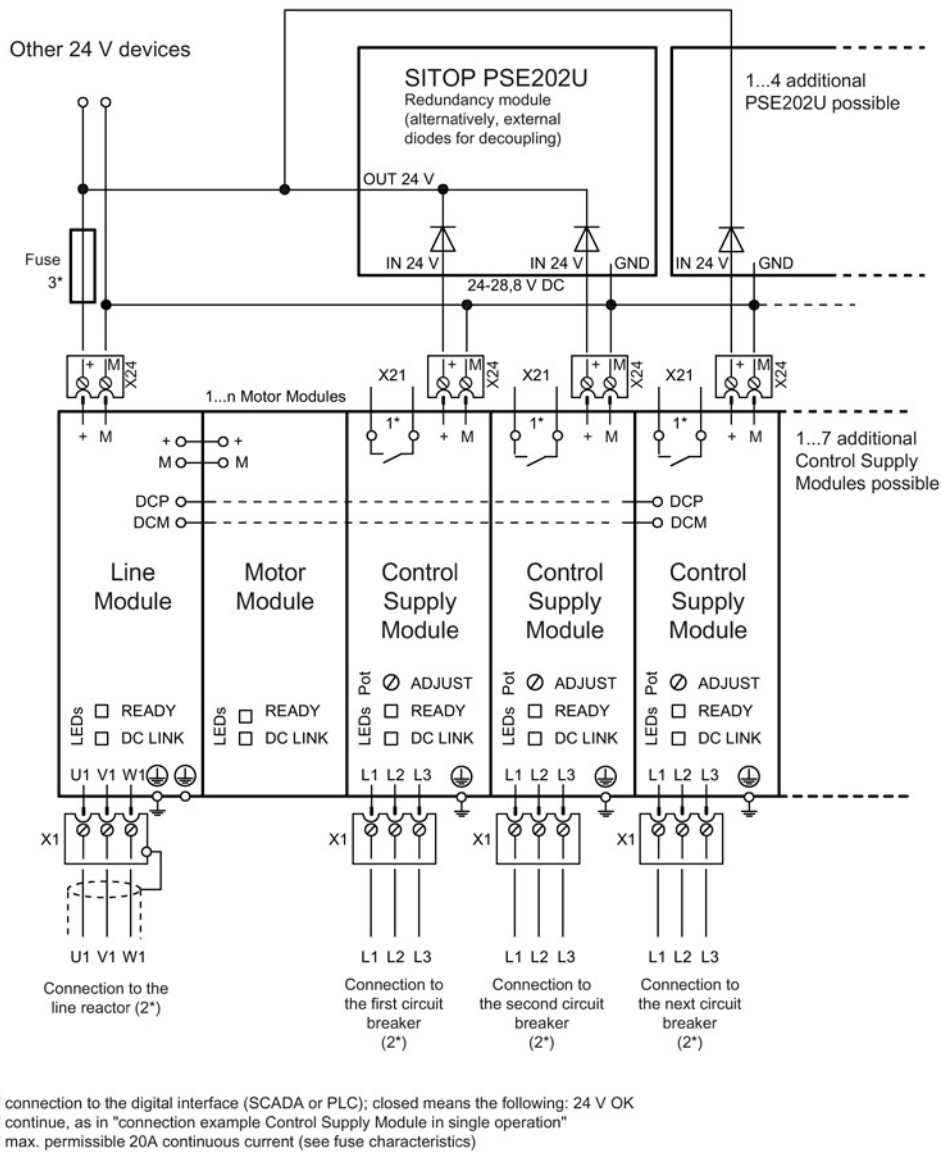 Other 24 V devices
SITOP PSE202U
Redundancy module
(alternatively, external
diodes for decoupling)
1...4 additional
PSE202U possible
OUT 24 V
Fuse
3*
IN 24 V
IN 24 V
GND
IN 24 V
GND
24-28,8 V DC
+ M
X24
X21
+ M
X24
X21
+ M
X24
X21
+ M
X24
1...n Motor Modules
1*
1*
1*
+ M
+ M
+ M
+ M
1...7 additional
Control Supply
Modules possible
+ +
M M
DCP DCP
DCM DCM
Line
Module
Motor
Module
Control
Supply
Module
Control
Supply
Module
Control
Supply
Module
LEDs
READY
DC LINK
LEDs
READY
DC LINK
Pot
ADJUST
LEDs
READY
DC LINK
Pot
ADJUST
LEDs
READY
DC LINK
Pot
ADJUST
LEDs
READY
DC LINK
U1 V1 W1
L1 L2 L3
L1 L2 L3
L1 L2 L3
X1
X1
X1
X1
U1 V1 W1
L1 L2 L3
L1 L2 L3
L1 L2 L3
Connection to the
line reactor (2*)
Connection to
the first circuit
breaker
(2*)
Connection to
the second circuit
breaker
(2*)
Connection to
the next circuit
breaker
(2*)
connection to the digital interface (SCADA or PLC); closed means the following: 24 V OK
continue, as in "connection example Control Supply Module in single operation"
max. permissible 20A continuous current (see fuse characteristics)